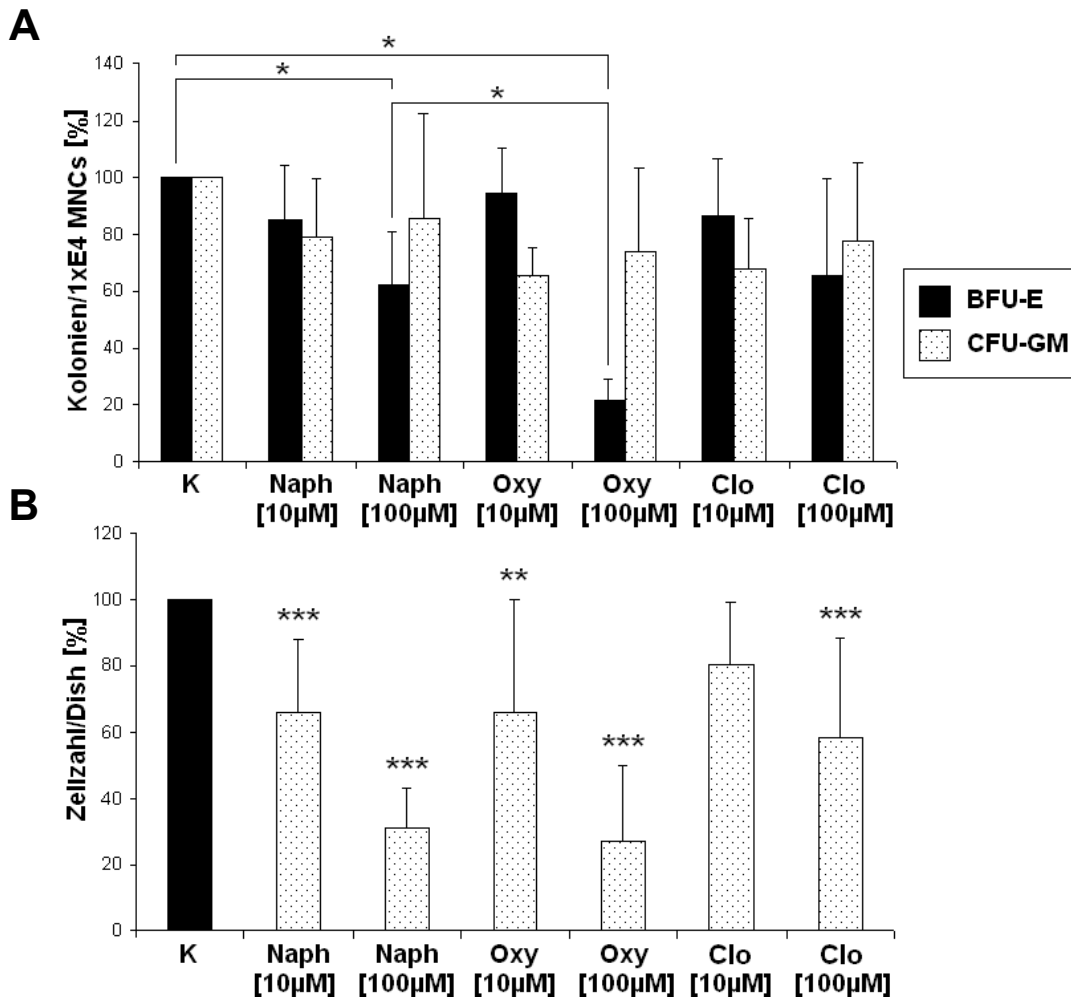 A
Kolonien/1xE4 MNCs [%]
140
120
100
80
60
40
20
0
*
*
*
K
Naph
[10µM]
Naph
[100µM]
Oxy
[10µM]
Oxy
[100µM]
Clo
[10µM]
Clo
[100µM]
BFU-E
CFU-GM
B
Zellzahl/Dish [%]
120
100
80
60
40
20
0
***
***
**
***
***
K
Naph
[10µM]
Naph
[100µM]
Oxy
[10µM]
Oxy
[100µM]
Clo
[10µM]
Clo
[100µM]